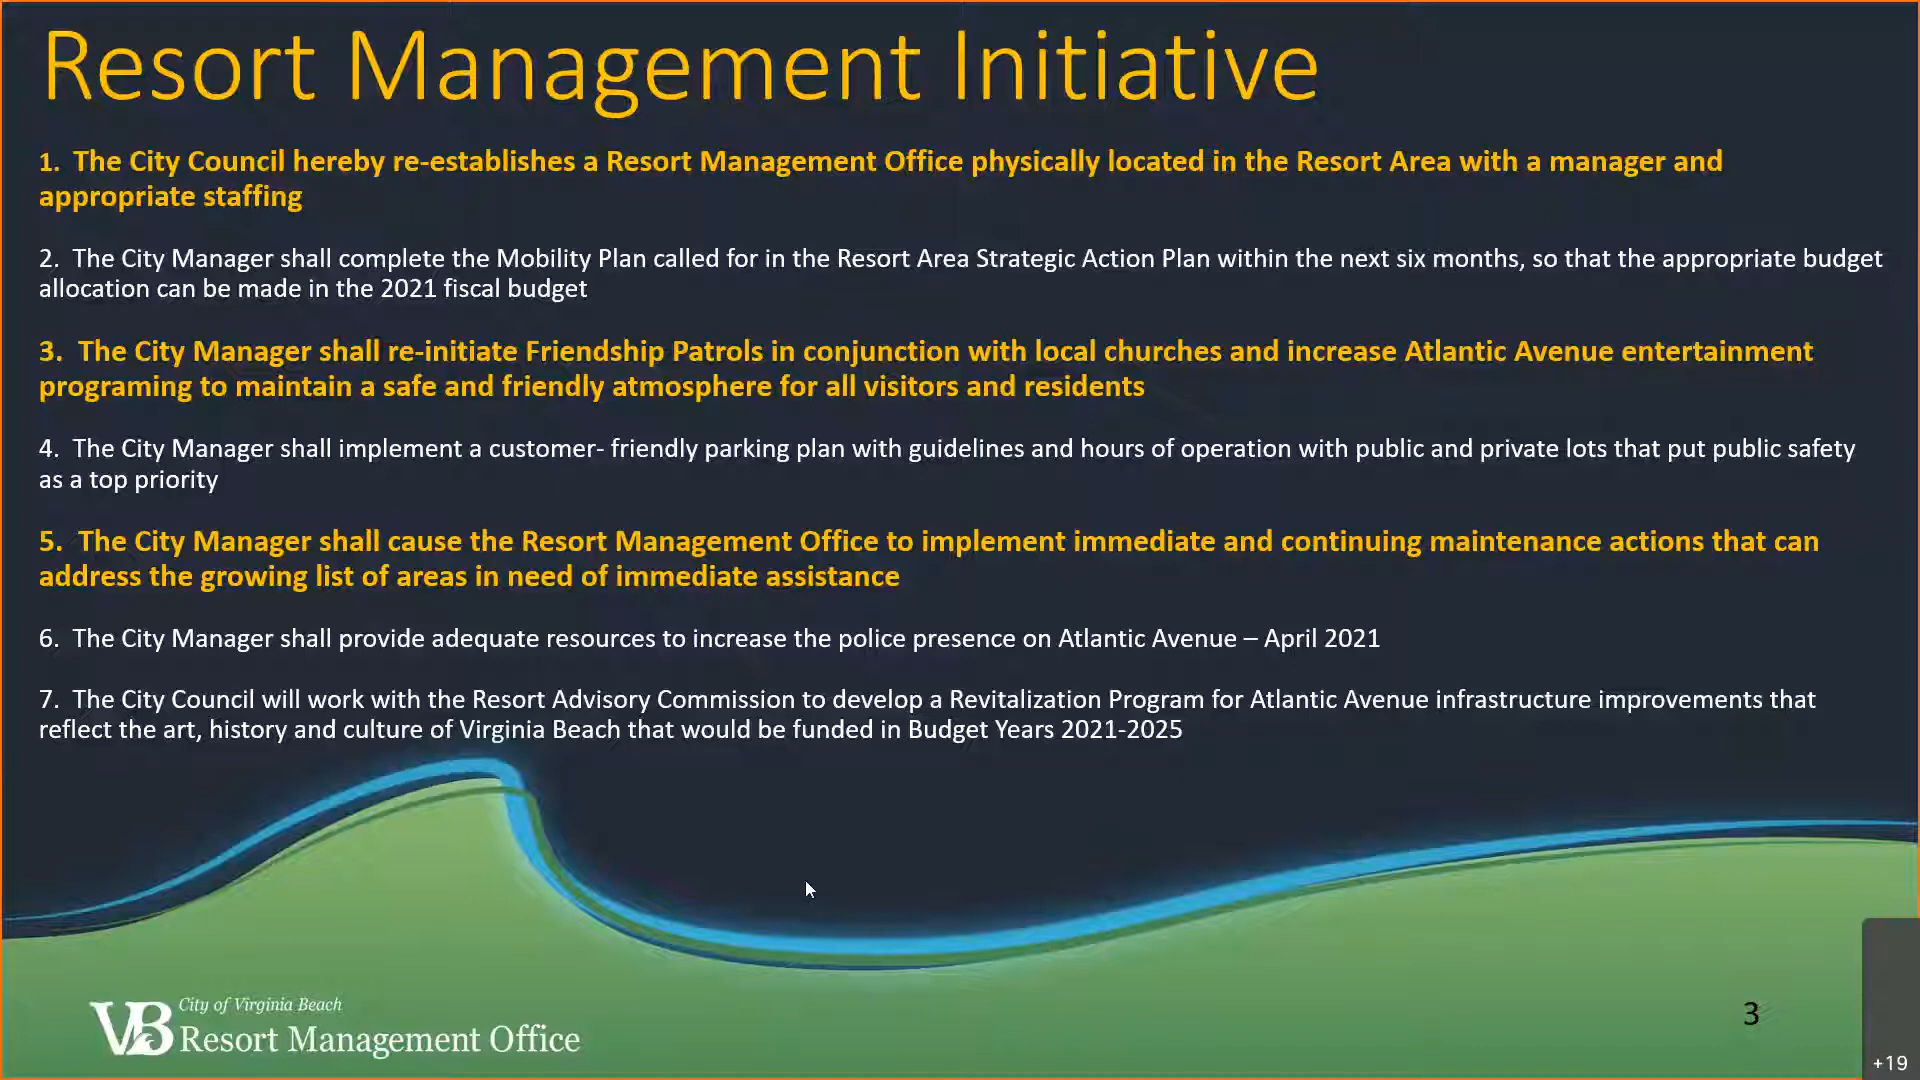 Resort Management Initiative
1. The City Council hereby re-establishes a Resort Management Office physically located in the Resort Area with a manager and
appropriate staffing
2. The City Manager shall complete the Mobility Plan called for in the Resort Area Strategic Action Plan within the next six months, so that the appropriate budget
allocation can be made in the 2021 fiscal budget
3. The City Manager shall re-initiate Friendship Patrols in conjunction with local churches and increase Atlantic Avenue entertainment
programing to maintain a safe and friendly atmosphere for all visitors and residents
4. The City Manager shall implement a customer- friendly parking plan with guidelines and hours of operation with public and private lots that put public safety
as a top priority
5. The City Manager shall cause the Resort Management Office to implement immediate and continuing maintenance actions that can
address the growing list of areas in need of immediate assistance
6. The City Manager shall provide adequate resources to increase the police presence on Atlantic Avenue – April 2021
7. The City Council will work with the Resort Advisory Commission to develop a Revitalization Program for Atlantic Avenue infrastructure improvements that
reflect the art, history and culture of Virginia Beach that would be funded in Budget Years 2021-2025
VB
City of Virginia Beach
Resort Management Office
3
+19